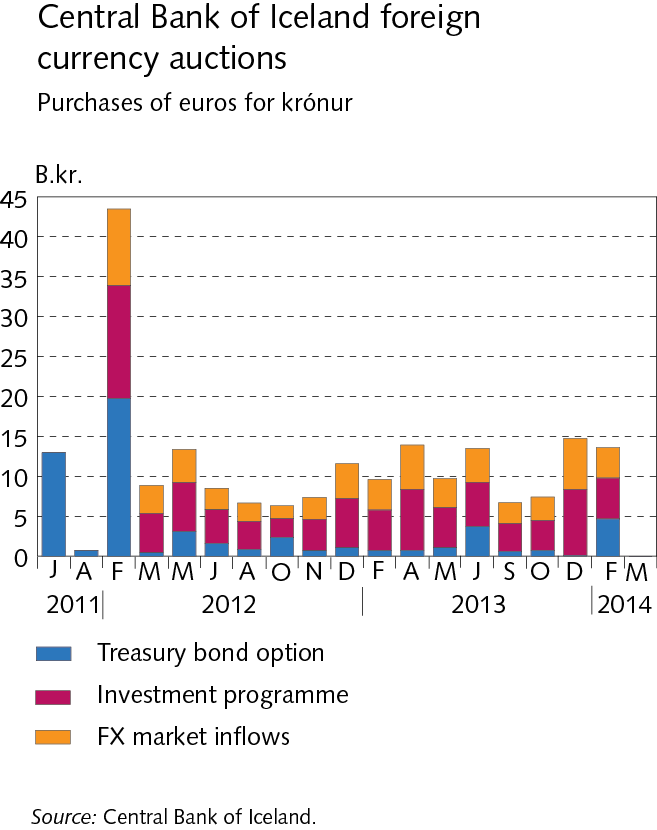 Central Bank of Iceland foreign
currency auctions
Purchases of euros for krónur
B.kr.
45
40
35
30
25
20
15
10
5
0
J A F M M J A O N D F A M J S O D F M
2011 2012 2013 2014
Treasury bond option
Investment programme
FX market inflows
Source: Central Bank of Iceland.